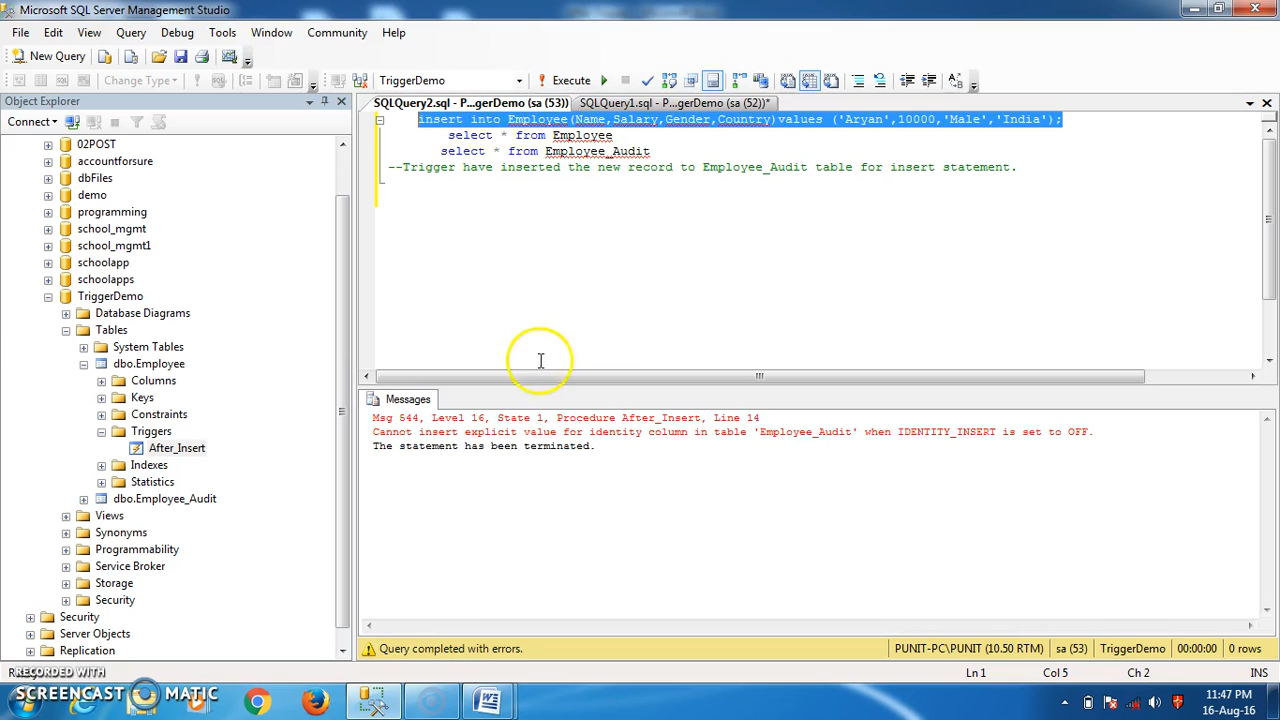 Microsoft SQL Server Management Studio
File Edit View Query Debug Tools Window Community Help
New Query
Change Type TriggerDemo Execute
Object Explorer
Connect
02POST
accountforsure
dbFiles
demo
programming
school_mgmt
school_mgmt1
schoolapp
schoolapps
TriggerDemo
Database Diagrams
Tables
System Tables
dbo.Employee
Columns
Keys
Constraints
Triggers
After_Insert
Indexes
Statistics
dbo.Employee_Audit
Views
Synonyms
Programmability
Service Broker
Storage
Security
Security
Server Objects
Replication
SQLQuery2.sql - P...gerDemo (sa (53)) SQLQuery1.sql - P...gerDemo (sa (52))*
insert into Employee(Name,Salary,Gender,Country)values ('Aryan',10000,'Male','India');
select * from Employee
select * from Employee_Audit
--Trigger have inserted the new record to Employee_Audit table for insert statement.
Messages
Msg 544, Level 16, State 1, Procedure After_Insert, Line 14
Cannot insert explicit value for identity column in table 'Employee_Audit' when IDENTITY_INSERT is set to OFF.
The statement has been terminated.
Query completed with errors. PUNIT-PC\PUNIT (10.50 RTM) sa (53) TriggerDemo 00:00:00 0 rows
Ln 1 Col 5 Ch 2 INS
RECORDED WITH
SCREENCAST MATIC
11:47 PM
16-Aug-16